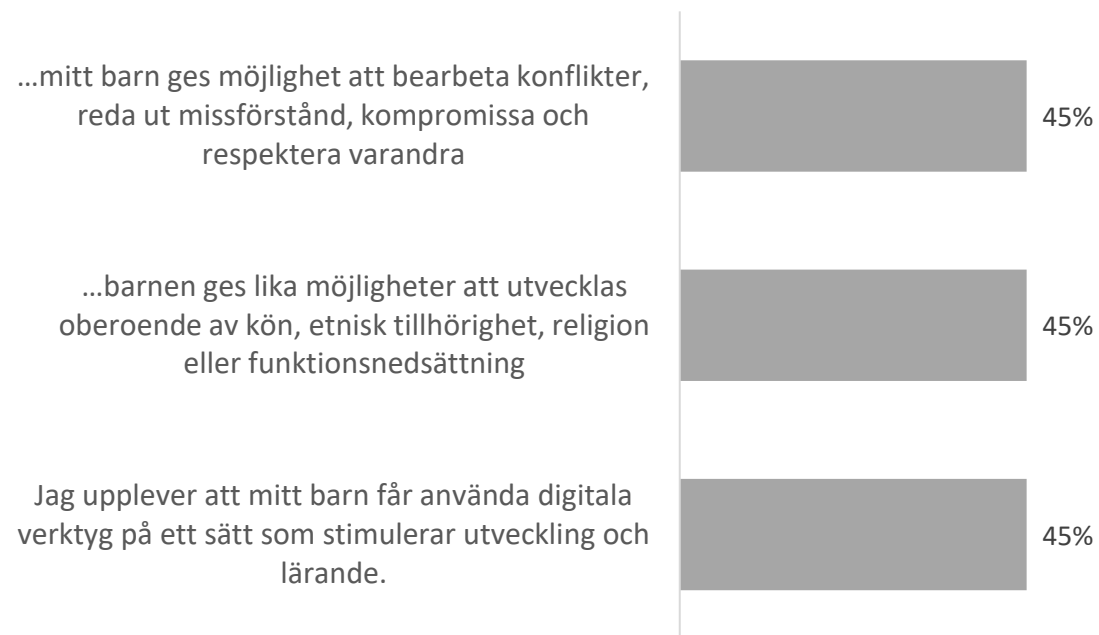 ...mitt barn ges möjlighet att bearbeta konflikter,
reda ut missförstånd, kompromissa och
respektera varandra
45%
...barnen ges lika möjligheter att utvecklas
oberoende av kön, etnisk tillhörighet, religion
eller funktionsnedsättning
45%
Jag upplever att mitt barn får använda digitala
verktyg på ett sätt som stimulerar utveckling och
lärande.
45%